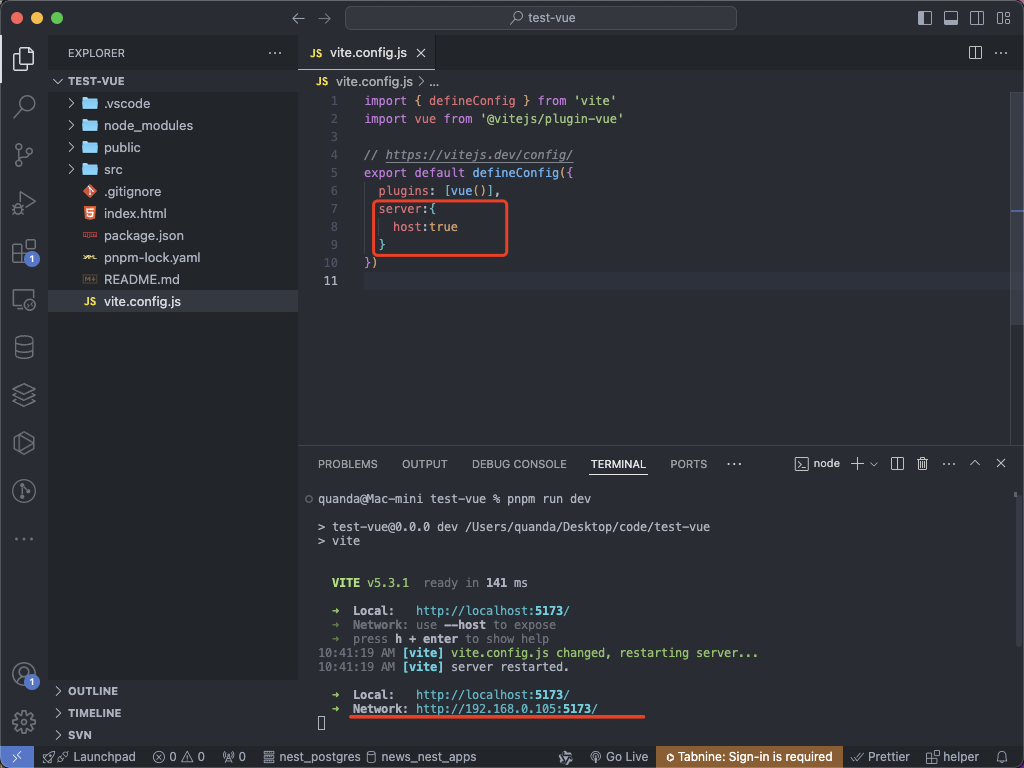 test-vue
EXPLORER
TEST-VUE
.vscode
node_modules
public
src
.gitignore
index.html
package.json
pnpm-lock.yaml
README.md
JS vite.config.js
1
OUTLINE
TIMELINE
SVN
1
JS vite.config.js
JS vite.config.js > ...
1 import { defineConfig } from 'vite'
2 import vue from '@vitejs/plugin-vue'
3
4 // https://vitejs.dev/config/
5 export default defineConfig({
6 plugins: [vue()],
7 server:{
8 host:true
9 }
10 })
11
PROBLEMS OUTPUT DEBUG CONSOLE TERMINAL PORTS ... node
quanda@Mac-mini test-vue % pnpm run dev
> test-vue@0.0.0 dev /Users/quanda/Desktop/code/test-vue
> vite
VITE v5.3.1 ready in 141 ms
➜ Local: http://localhost:5173/
➜ Network: use --host to expose
➜ press h + enter to show help
10:41:19 AM [vite] vite.config.js changed, restarting server...
10:41:19 AM [vite] server restarted.
➜ Local: http://localhost:5173/
➜ Network: http://192.168.0.105:5173/
Launchpad 0 0 0 nest_postgres news_nest_apps Go Live Tabnine: Sign-in is required Prettier helper